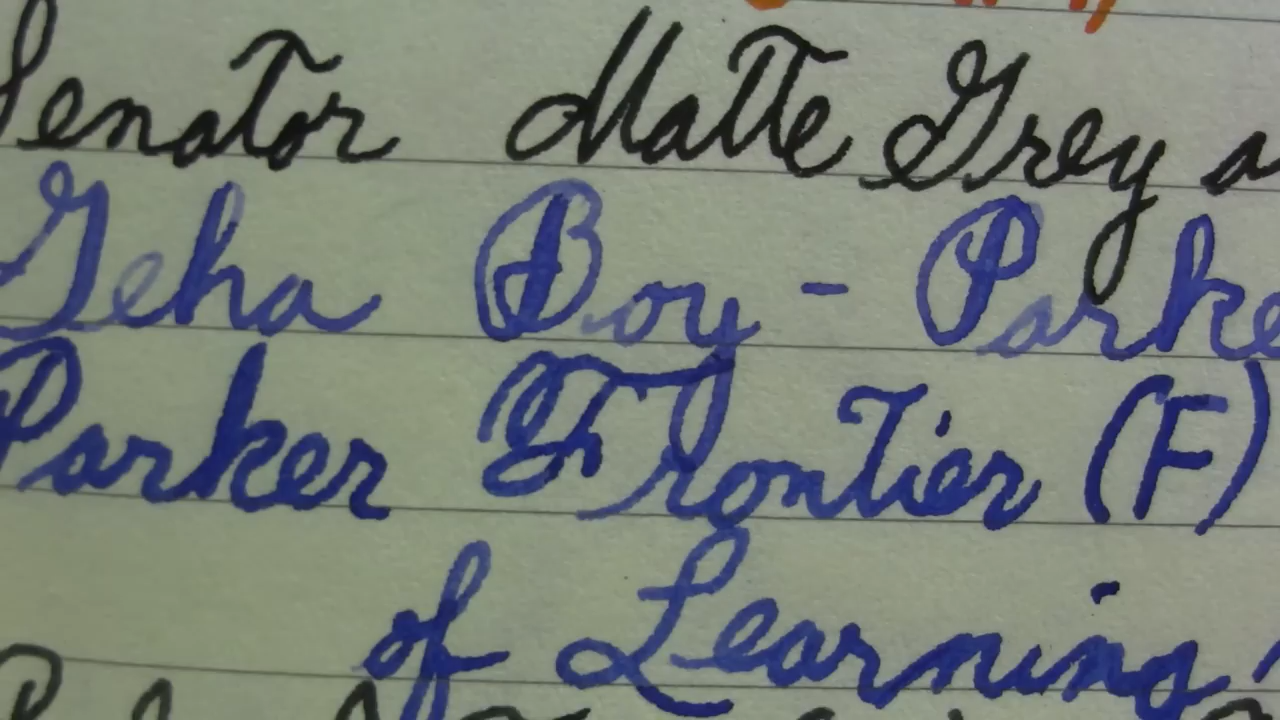 Senator Matte Grey a
Geha Boy - Parke
Parker Frontier (F)
of Learning